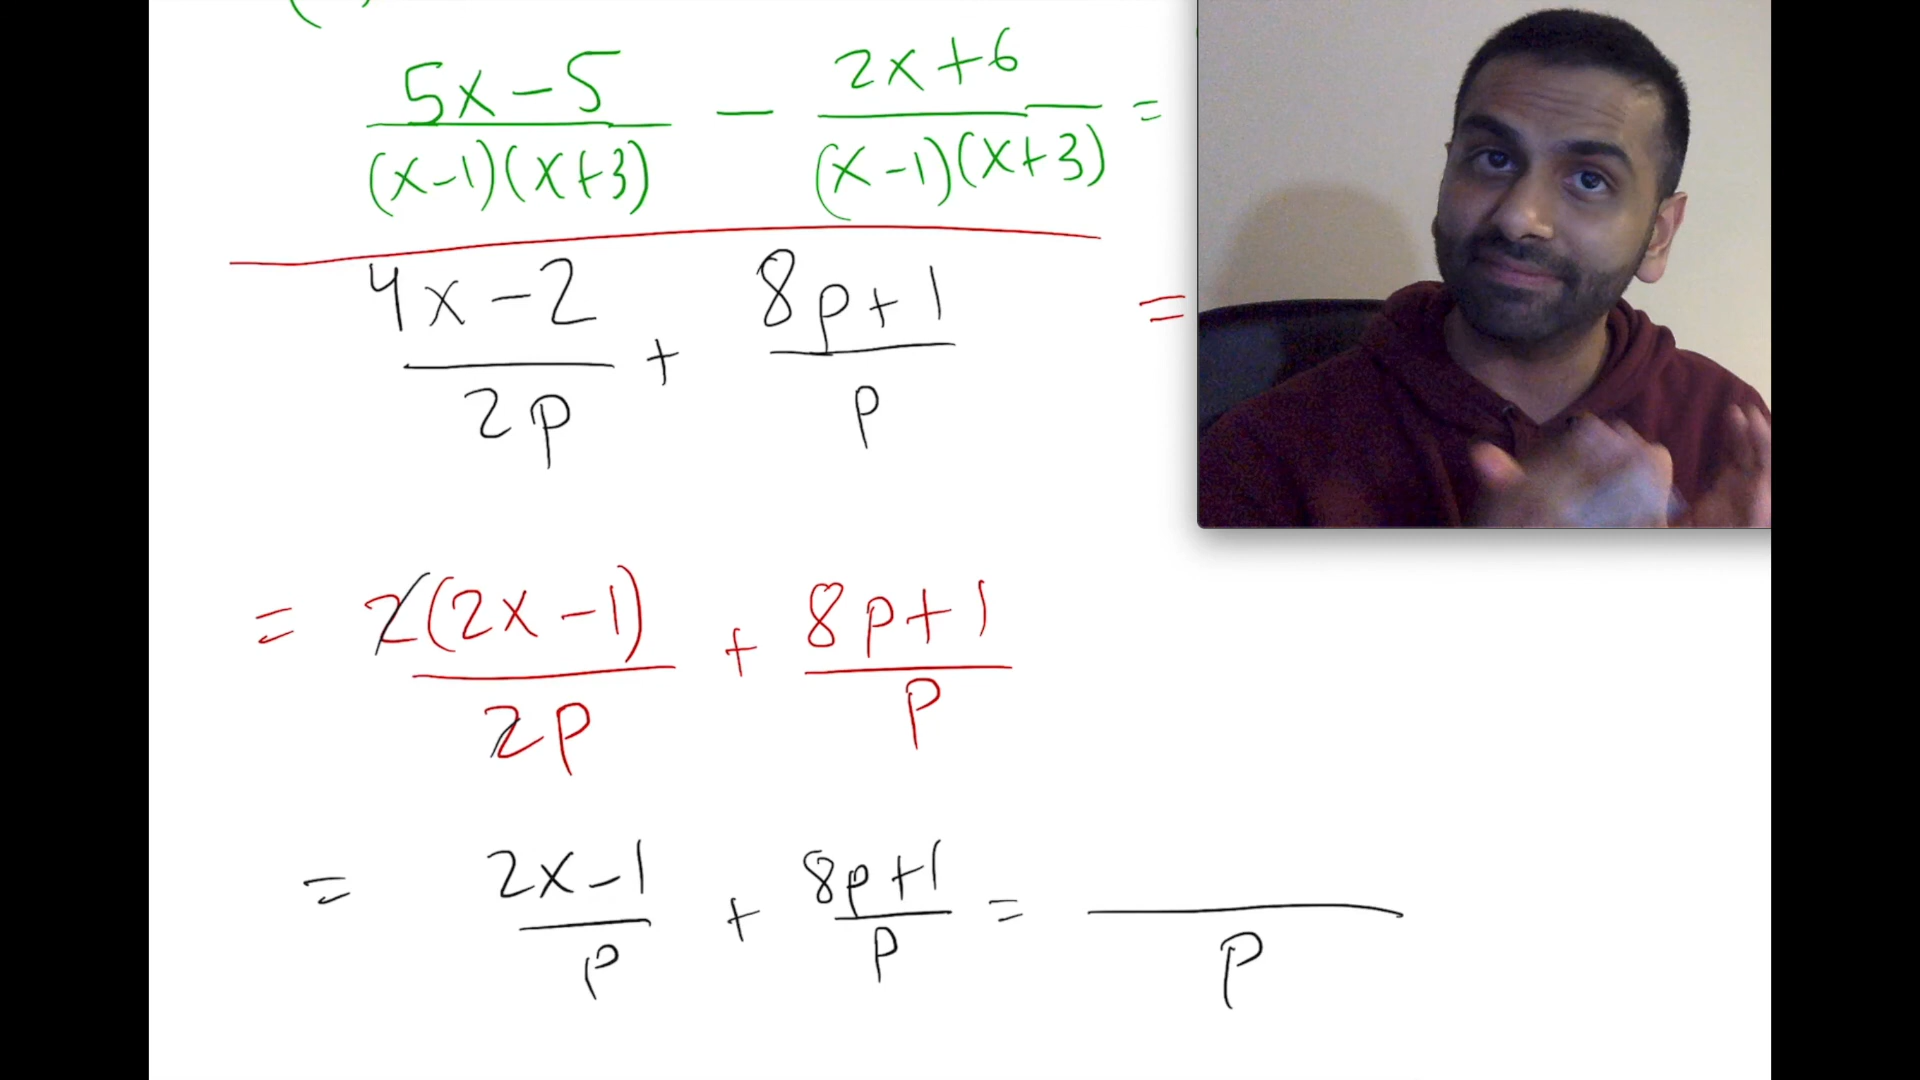 5x-5 / (x-1)(x+3) - 2x+6 / (x-1)(x+3) =
4x-2 / 2p + 8p+1 / p =
= 2(2x-1) / 2p + 8p+1 / p
= 2x-1 / p + 8p+1 / p = / p